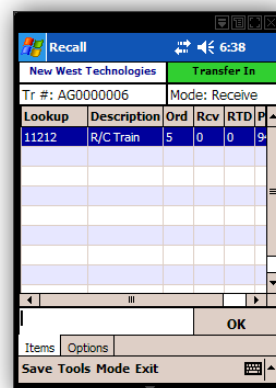 Recall 6:38
New West Technologies Transfer In
Tr #: AG0000006 Mode: Receive
Lookup Description Ord Rcv RTD P
11212 R/C Train 5 0 0
OK
Items Options
Save Tools Mode Exit